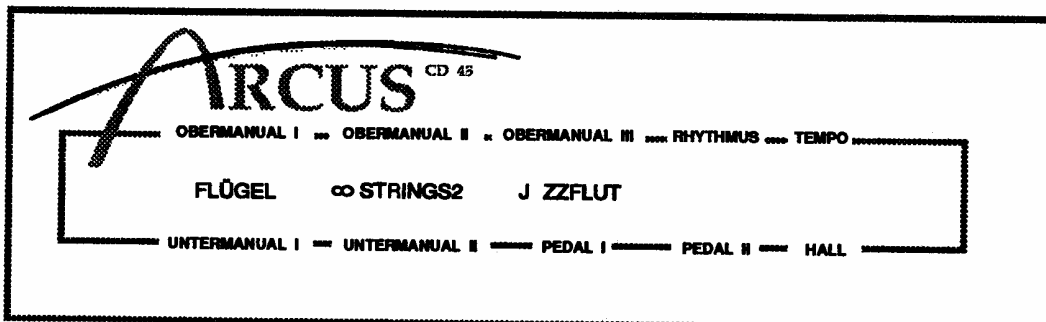 ARCUS CD 45
OBERMANUAL I OBERMANUAL II OBERMANUAL III RHYTHMUS TEMPO
FLÜGEL ∞ STRINGS2 J ZZFLUT
UNTERMANUAL I UNTERMANUAL II PEDAL I PEDAL II HALL